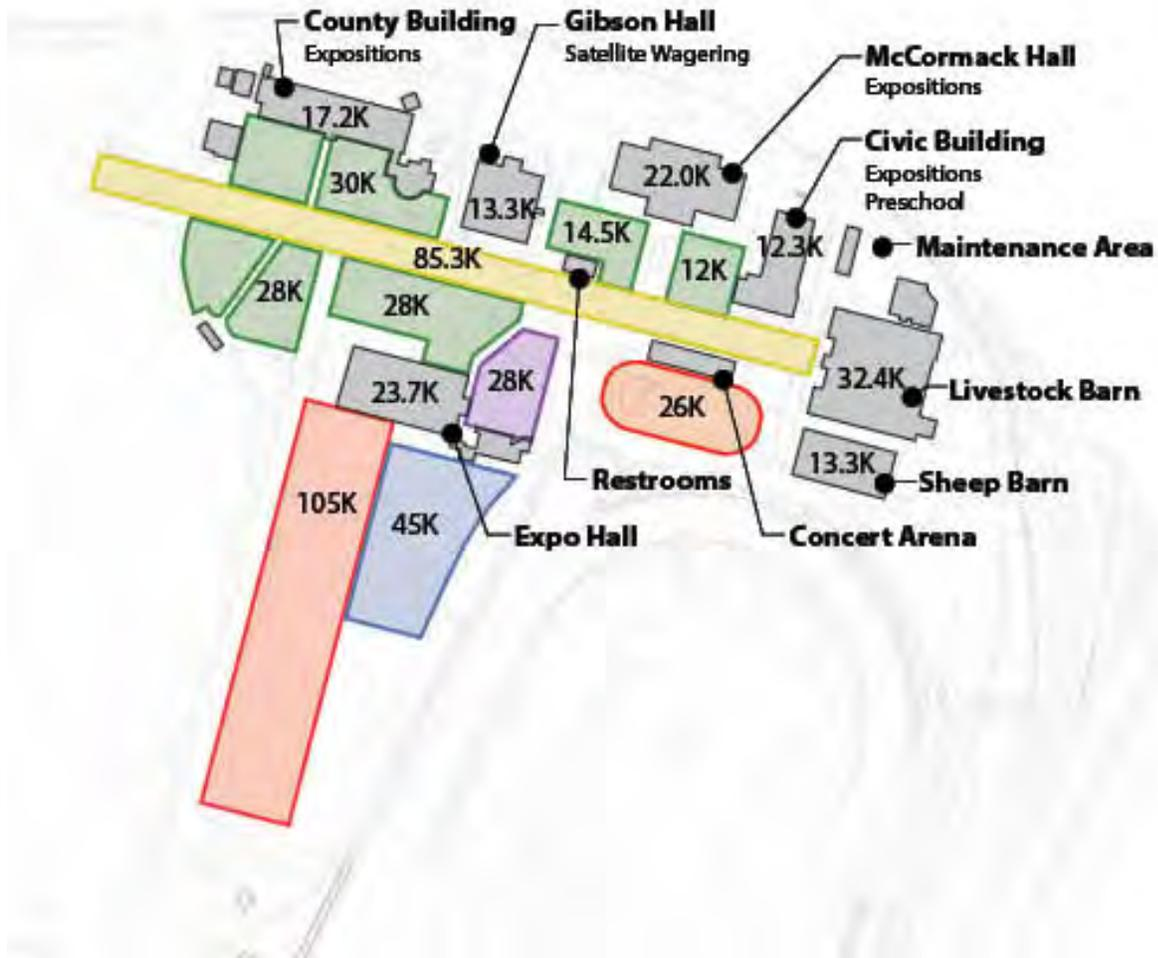 County Building
Expositions
Gibson Hall
Satellite Wagering
McCormack Hall
Expositions
Civic Building
Expositions
Preschool
Maintenance Area
17.2K
30K
13.3K
22.0K
14.5K
12.3K
12K
85.3K
28K
28K
23.7K
28K
26K
32.4K
Livestock Barn
13.3K
Sheep Barn
Restrooms
105K
45K
Expo Hall
Concert Arena